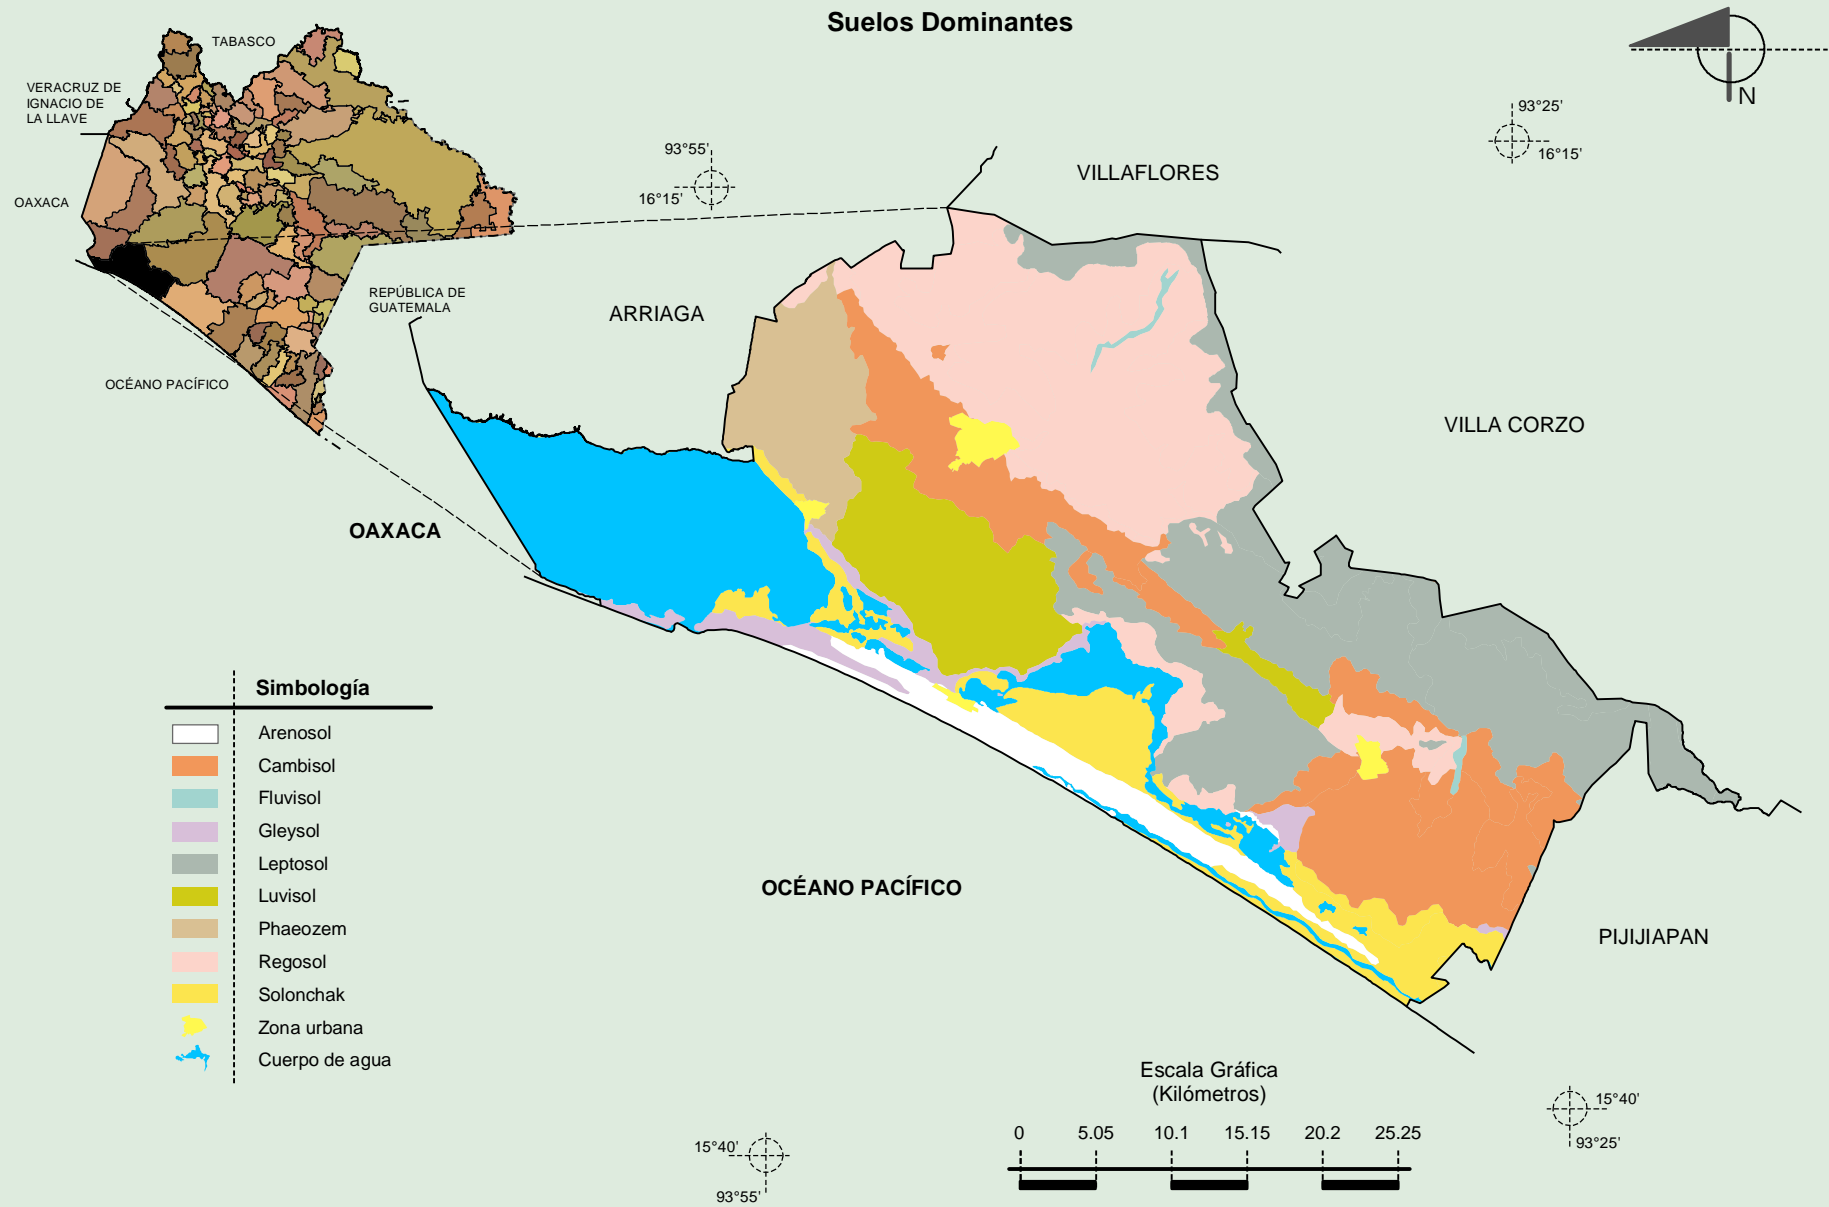 Suelos Dominantes
TABASCO
VERACRUZ DE
IGNACIO DE
LA LLAVE
OAXACA
REPÚBLICA DE
GUATEMALA
OCÉANO PACÍFICO
N
93°55'
16°15'
93°25'
16°15'
VILLAFLORES
ARRIAGA
VILLA CORZO
OAXACA
OCÉANO PACÍFICO
PIJIJIAPAN
Simbología
Arenosol
Cambisol
Fluvisol
Gleysol
Leptosol
Luvisol
Phaeozem
Regosol
Solonchak
Zona urbana
Cuerpo de agua
Escala Gráfica
(Kilómetros)
0 5.05 10.1 15.15 20.2 25.25
15°40'
93°55'
15°40'
93°25'